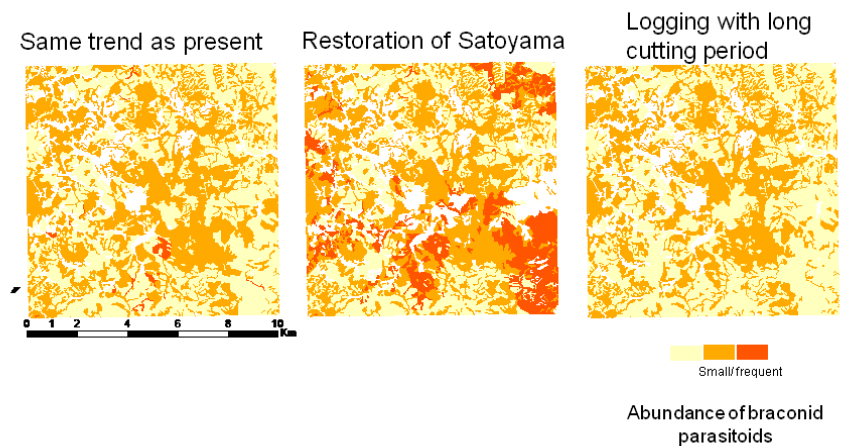 Same trend as present
Restoration of Satoyama
Logging with long
cutting period
0 1 2 4 6 8 10
Km
Small/frequent
Abundance of braconid
parasitoids